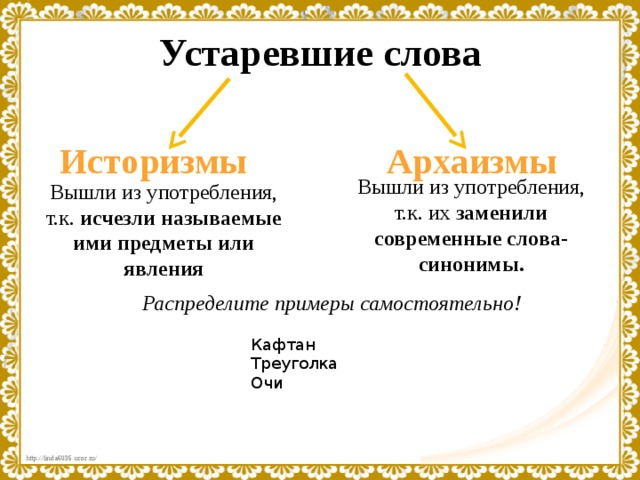 Устаревшие слова
Историзмы
Вышли из употребления,
т.к. исчезли называемые
ими предметы или
явления
Архаизмы
Вышли из употребления,
т.к. их заменили
современные слова-
синонимы.
Распределите примеры самостоятельно!
Кафтан
Треуголка
Очи
http://linda6035.ucoz.ru/